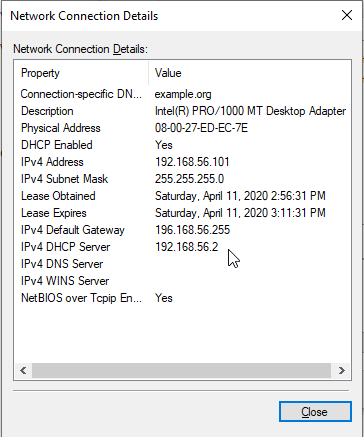 Network Connection Details
Network Connection Details:
Property Value
Connection-specific DN... example.org
Description Intel(R) PRO/1000 MT Desktop Adapter
Physical Address 08-00-27-ED-EC-7E
DHCP Enabled Yes
IPv4 Address 192.168.56.101
IPv4 Subnet Mask 255.255.255.0
Lease Obtained Saturday, April 11, 2020 2:56:31 PM
Lease Expires Saturday, April 11, 2020 3:11:31 PM
IPv4 Default Gateway 196.168.56.255
IPv4 DHCP Server 192.168.56.2
IPv4 DNS Server
IPv4 WINS Server
NetBIOS over Tcpip En... Yes
Close